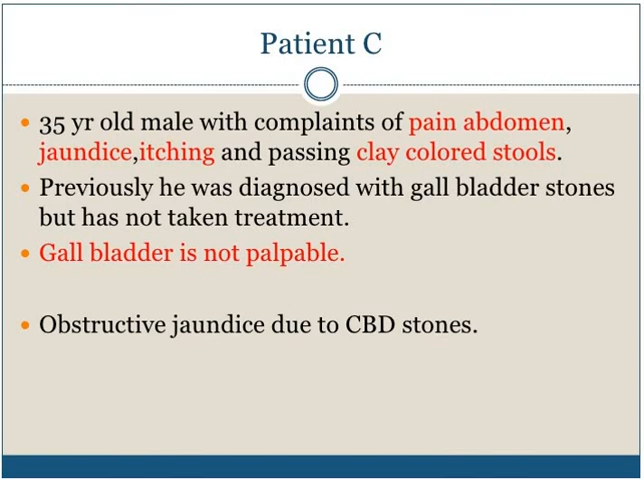 Patient C
• 35 yr old male with complaints of pain abdomen,
jaundice,itching and passing clay colored stools.
• Previously he was diagnosed with gall bladder stones
but has not taken treatment.
• Gall bladder is not palpable.
• Obstructive jaundice due to CBD stones.